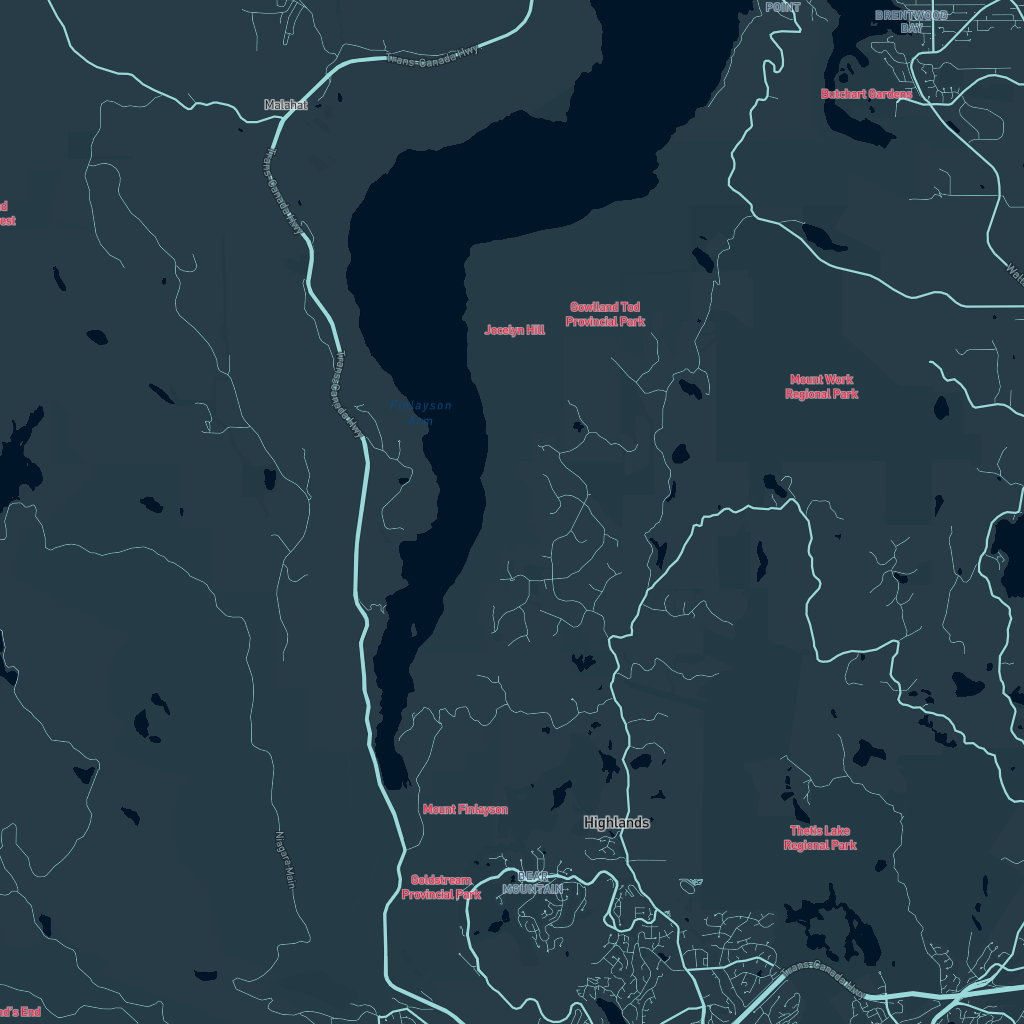 POINT
BRENTWOOD
BAY
Trans-Canada Hwy
Butchart Gardens
Malahat
Trans-Canada Hwy
Gowlland Tod
Provincial Park
Jocelyn Hill
Trans-Canada Hwy
Mount Work
Regional Park
Finlayson
Arm
Mount Finlayson
Highlands
Thetis Lake
Regional Park
Niagara Main
Goldstream
Provincial Park
BEAR
MOUNTAIN
Trans-Canada Hwy